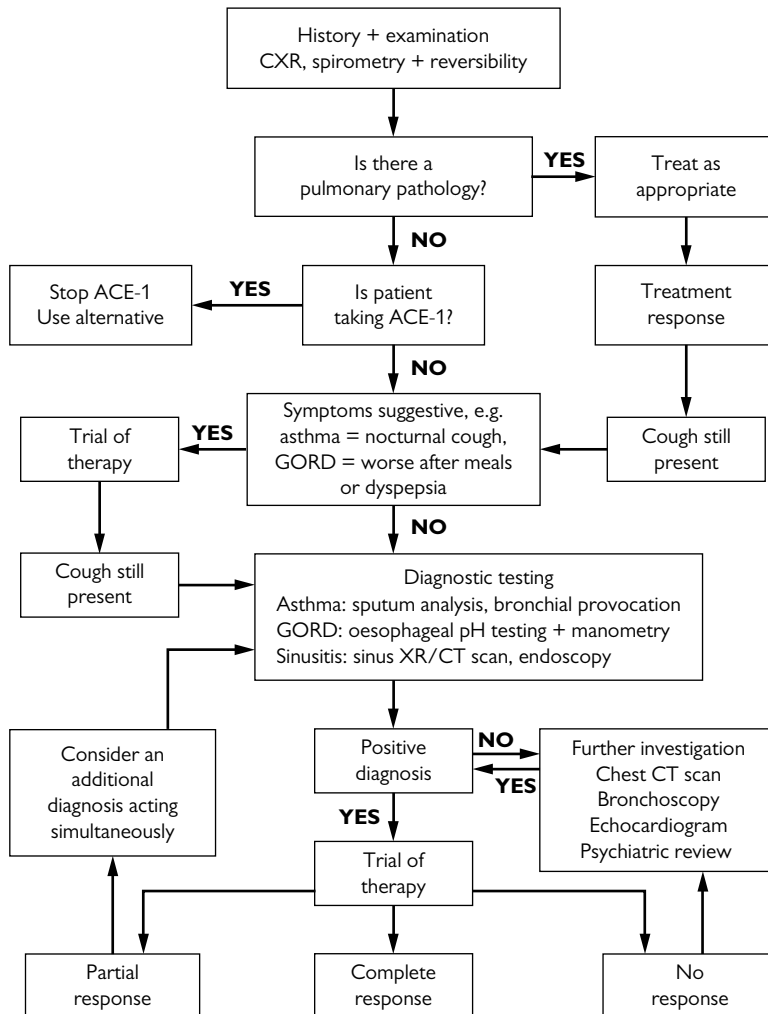 History + examination
CXR, spirometry + reversibility
Is there a
pulmonary pathology?
YES
Treat as
appropriate
NO
Stop ACE-1
Use alternative
YES
Is patient
taking ACE-1?
Treatment
response
NO
Trial of
therapy
YES
Symptoms suggestive, e.g.
asthma = nocturnal cough,
GORD = worse after meals
or dyspepsia
Cough still
present
NO
Cough still
present
Diagnostic testing
Asthma: sputum analysis, bronchial provocation
GORD: oesophageal pH testing + manometry
Sinusitis: sinus XR/CT scan, endoscopy
Consider an
additional
diagnosis acting
simultaneously
Positive
diagnosis
NO
YES
Further investigation
Chest CT scan
Bronchoscopy
Echocardiogram
Psychiatric review
YES
Trial of
therapy
Partial
response
Complete
response
No
response